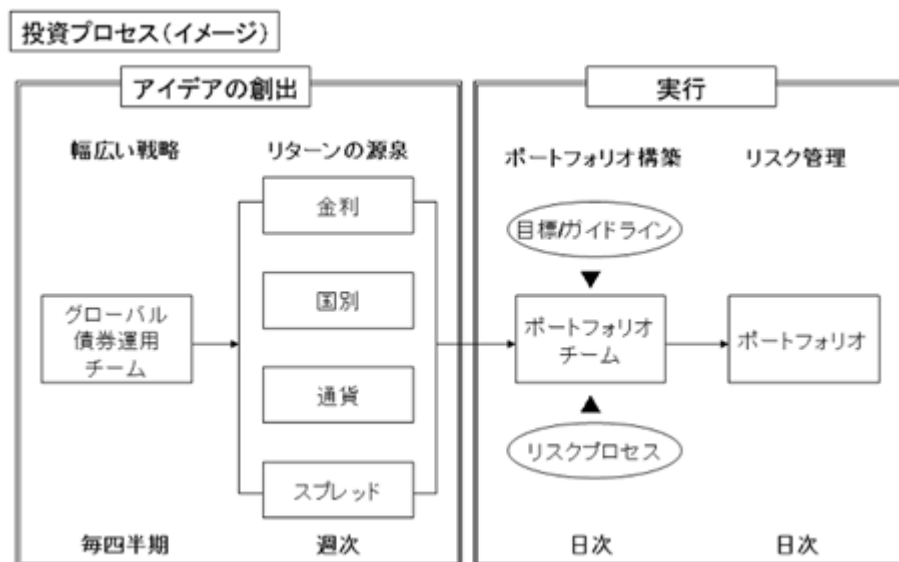 投資プロセス(イメージ)
アイデアの創出
実行
幅広い戦略
リターンの源泉
ポートフォリオ構築
リスク管理
金利
目標/ガイドライン
国別
グローバル
債券運用
チーム
ポートフォリオ
チーム
ポートフォリオ
通貨
リスクプロセス
スプレッド
毎四半期
週次
日次
日次